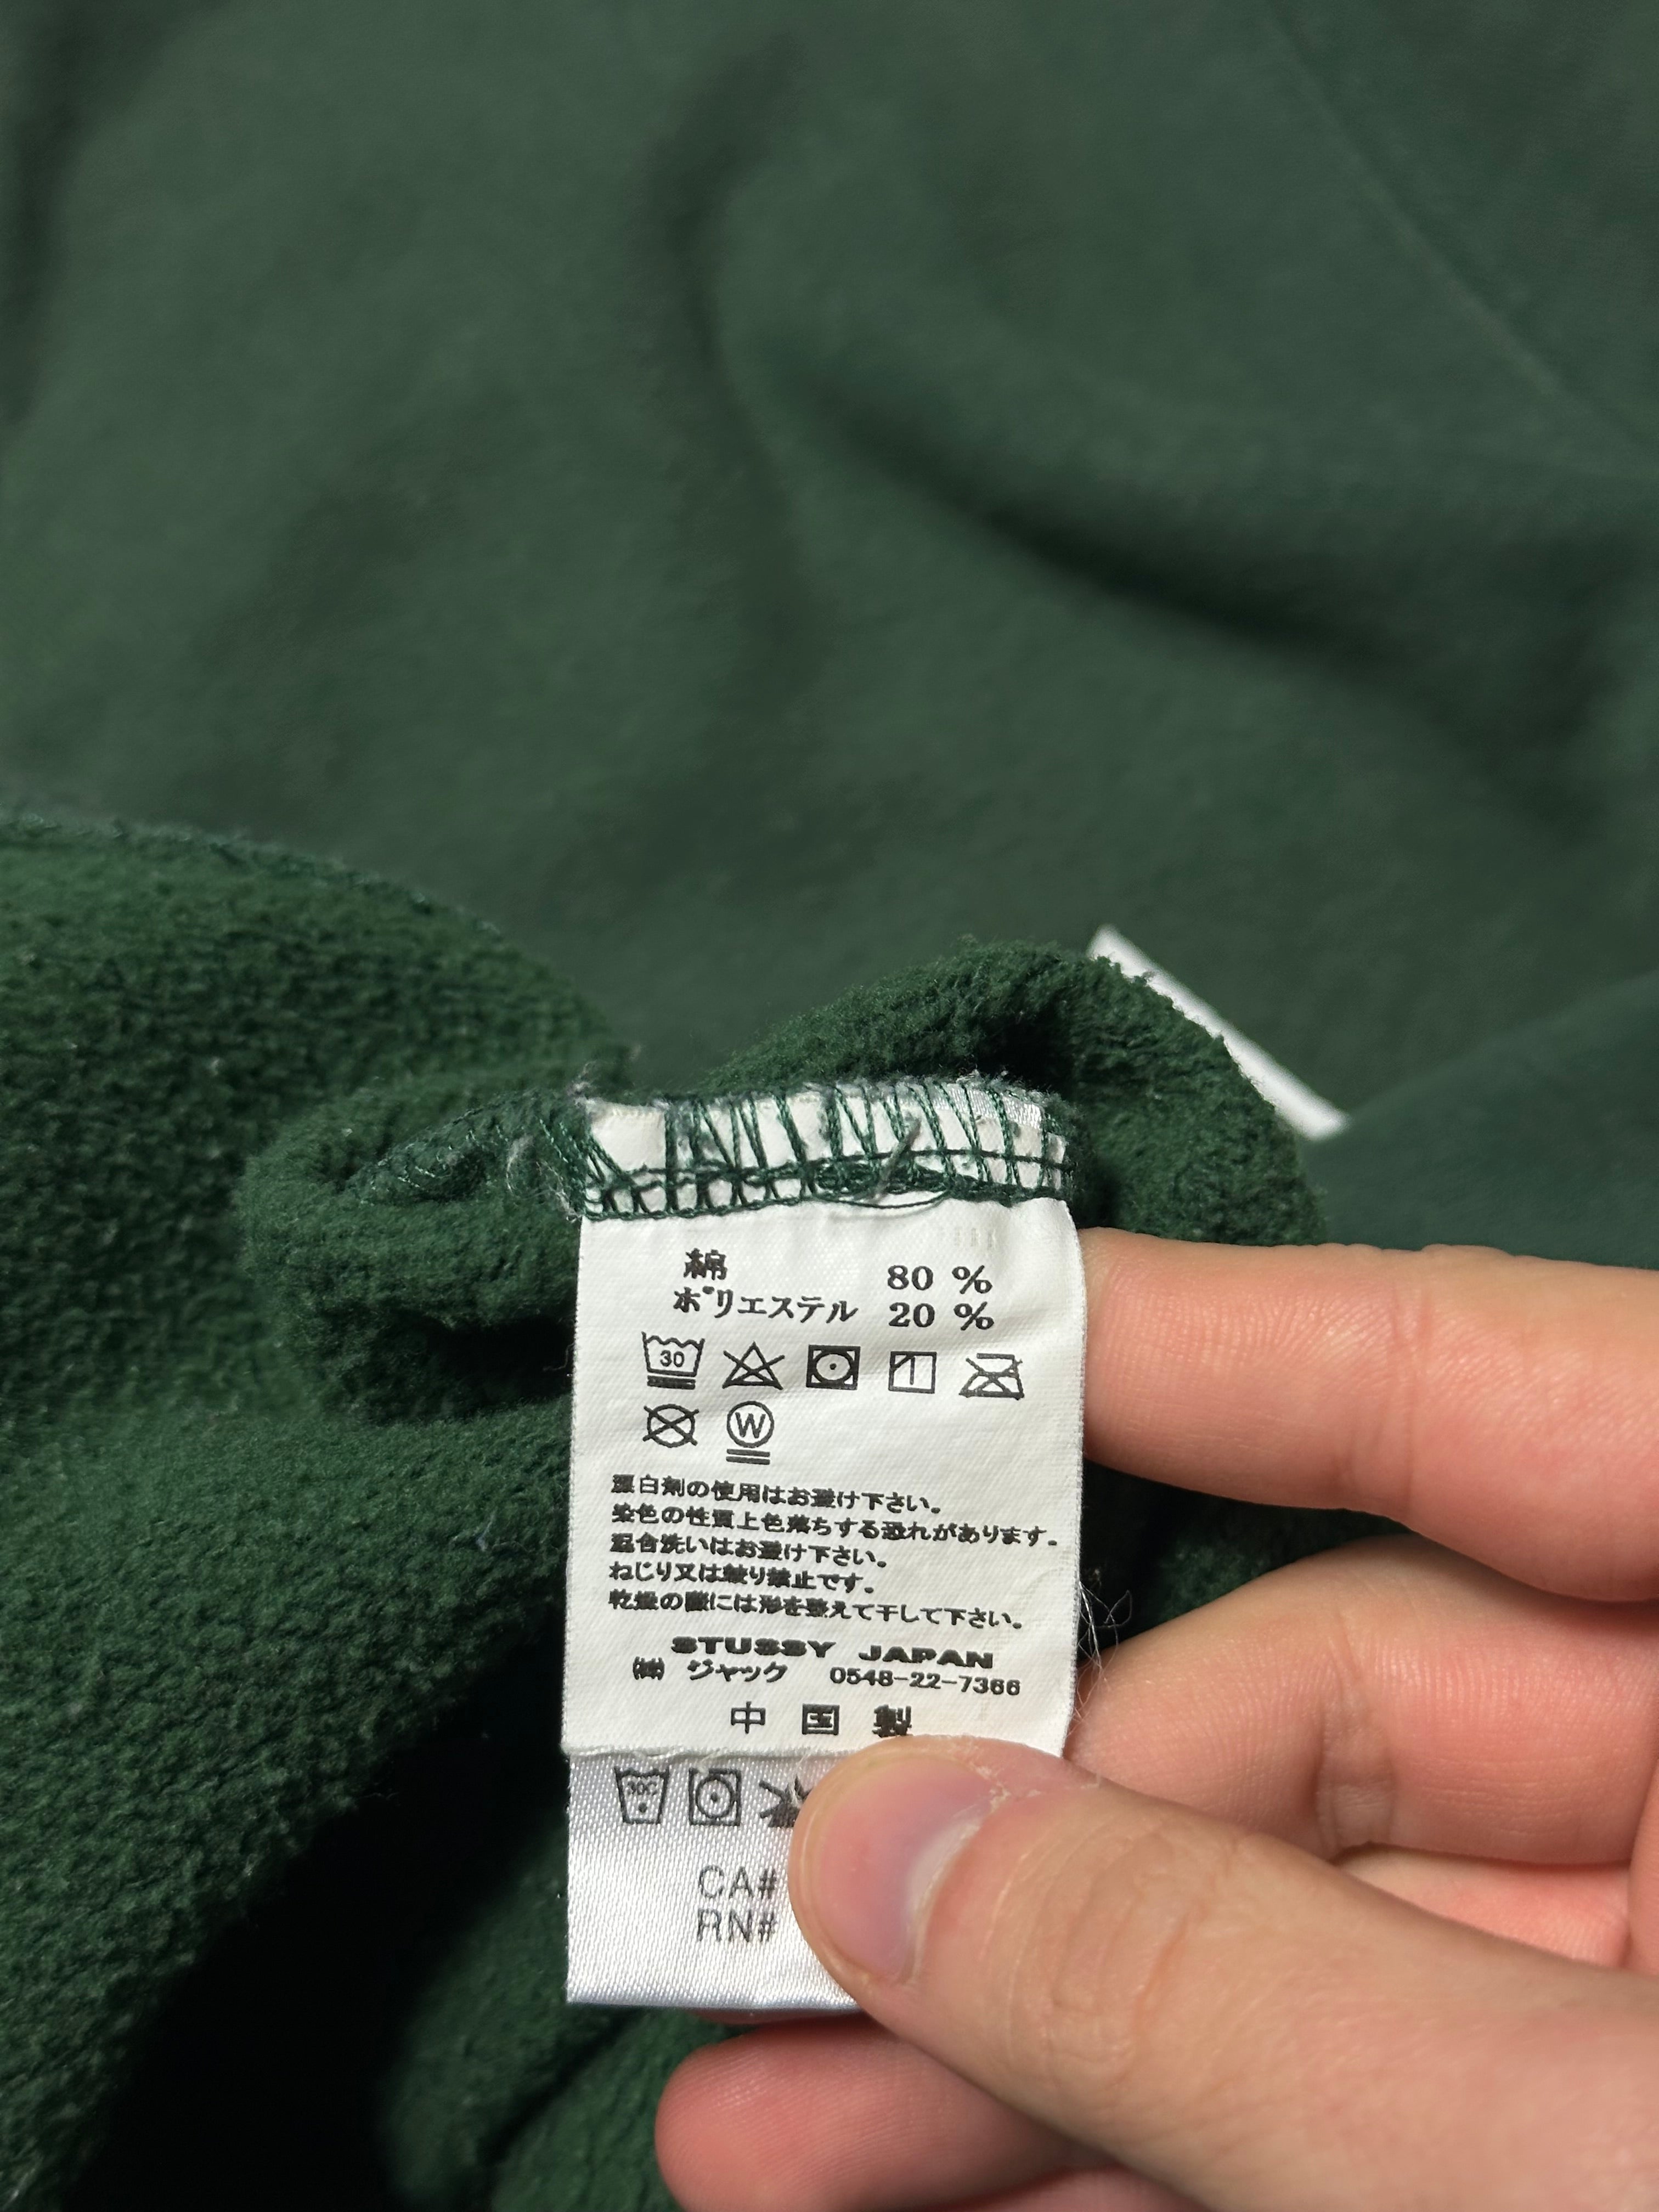 綿 80 %
ポリエステル 20 %
30
W
漂白剤の使用はお避け下さい。
染色の性質上色落ちする恐れがあります。
混合洗いはお避け下さい。
ねじり又は絞り禁止です。
乾燥の際には形を整えて干して下さい。
STUSSY JAPAN
㈱ ジャック 0548-22-7366
中 国 製
30C
CA#
RN#